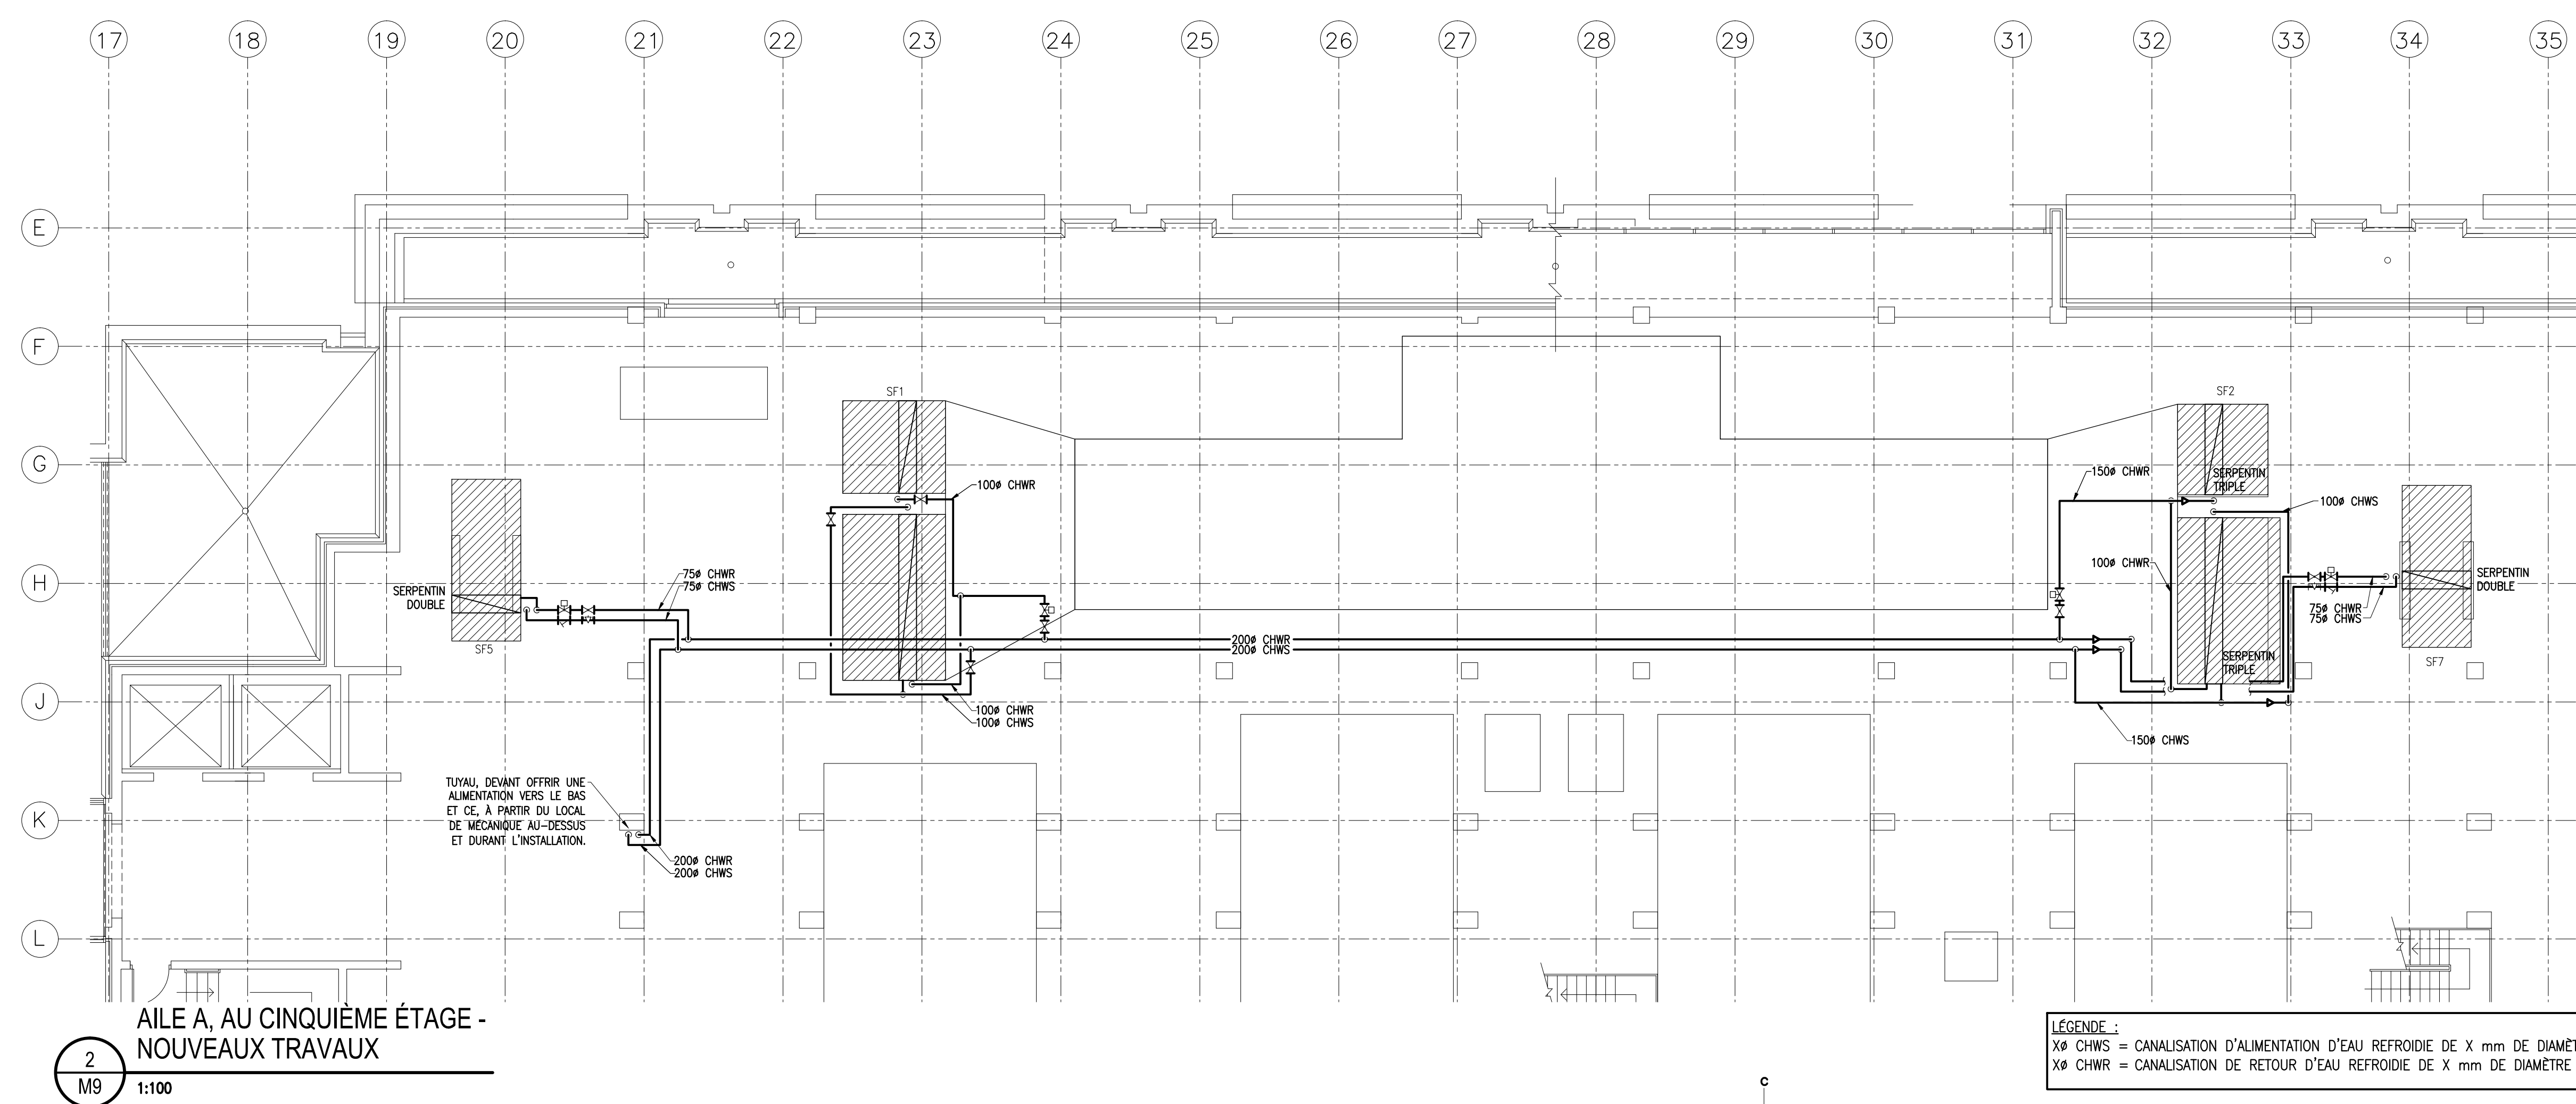 17 18 19 20 21 22 23 24 25 26 27 28 29 30 31 32 33 34 35
E
F
G
H
J
K
L
SF1
SF2
100ø CHWR
150ø CHWR
SERPENTIN
TRIPLE
100ø CHWS
100ø CHWR
75ø CHWR
75ø CHWS
SERPENTIN
DOUBLE
SERPENTIN
DOUBLE
75ø CHWR
75ø CHWS
200ø CHWR
200ø CHWS
SF5
SERPENTIN
TRIPLE
SF7
100ø CHWR
100ø CHWS
150ø CHWS
TUYAU, DEVANT OFFRIR UNE
ALIMENTATION VERS LE BAS
ET CE, À PARTIR DU LOCAL
DE MÉCANIQUE AU-DESSUS
ET DURANT L'INSTALLATION.
200ø CHWR
200ø CHWS
AILE A, AU CINQUIÈME ÉTAGE -
NOUVEAUX TRAVAUX
2
M9
1:100
C
LÉGENDE :
Xø CHWS = CANALISATION D'ALIMENTATION D'EAU REFROIDIE DE X mm DE
Xø CHWR = CANALISATION DE RETOUR D'EAU REFROIDIE DE X mm DE DIAMÈTRE